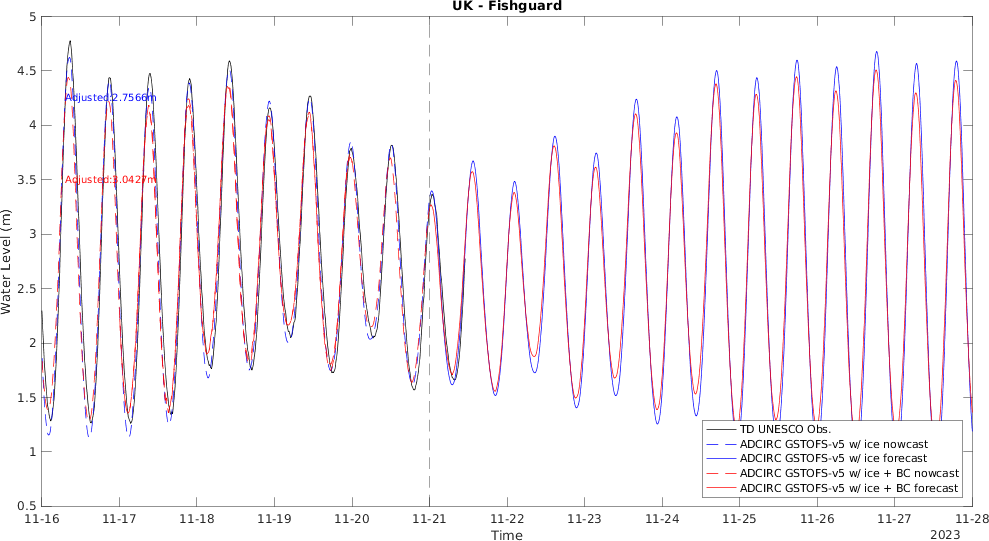 UK - Fishguard
5
4.5
4
3.5
3
2.5
2
1.5
1
0.5
Water Level (m)
Adjusted:2.7566m
Adjusted:3.0427m
TD UNESCO Obs.
ADCIRC GSTOFS-v5 w/ ice nowcast
ADCIRC GSTOFS-v5 w/ ice forecast
ADCIRC GSTOFS-v5 w/ ice + BC nowcast
ADCIRC GSTOFS-v5 w/ ice + BC forecast
11-16 11-17 11-18 11-19 11-20 11-21 11-22 11-23 11-24 11-25 11-26 11-27 11-28
Time
2023